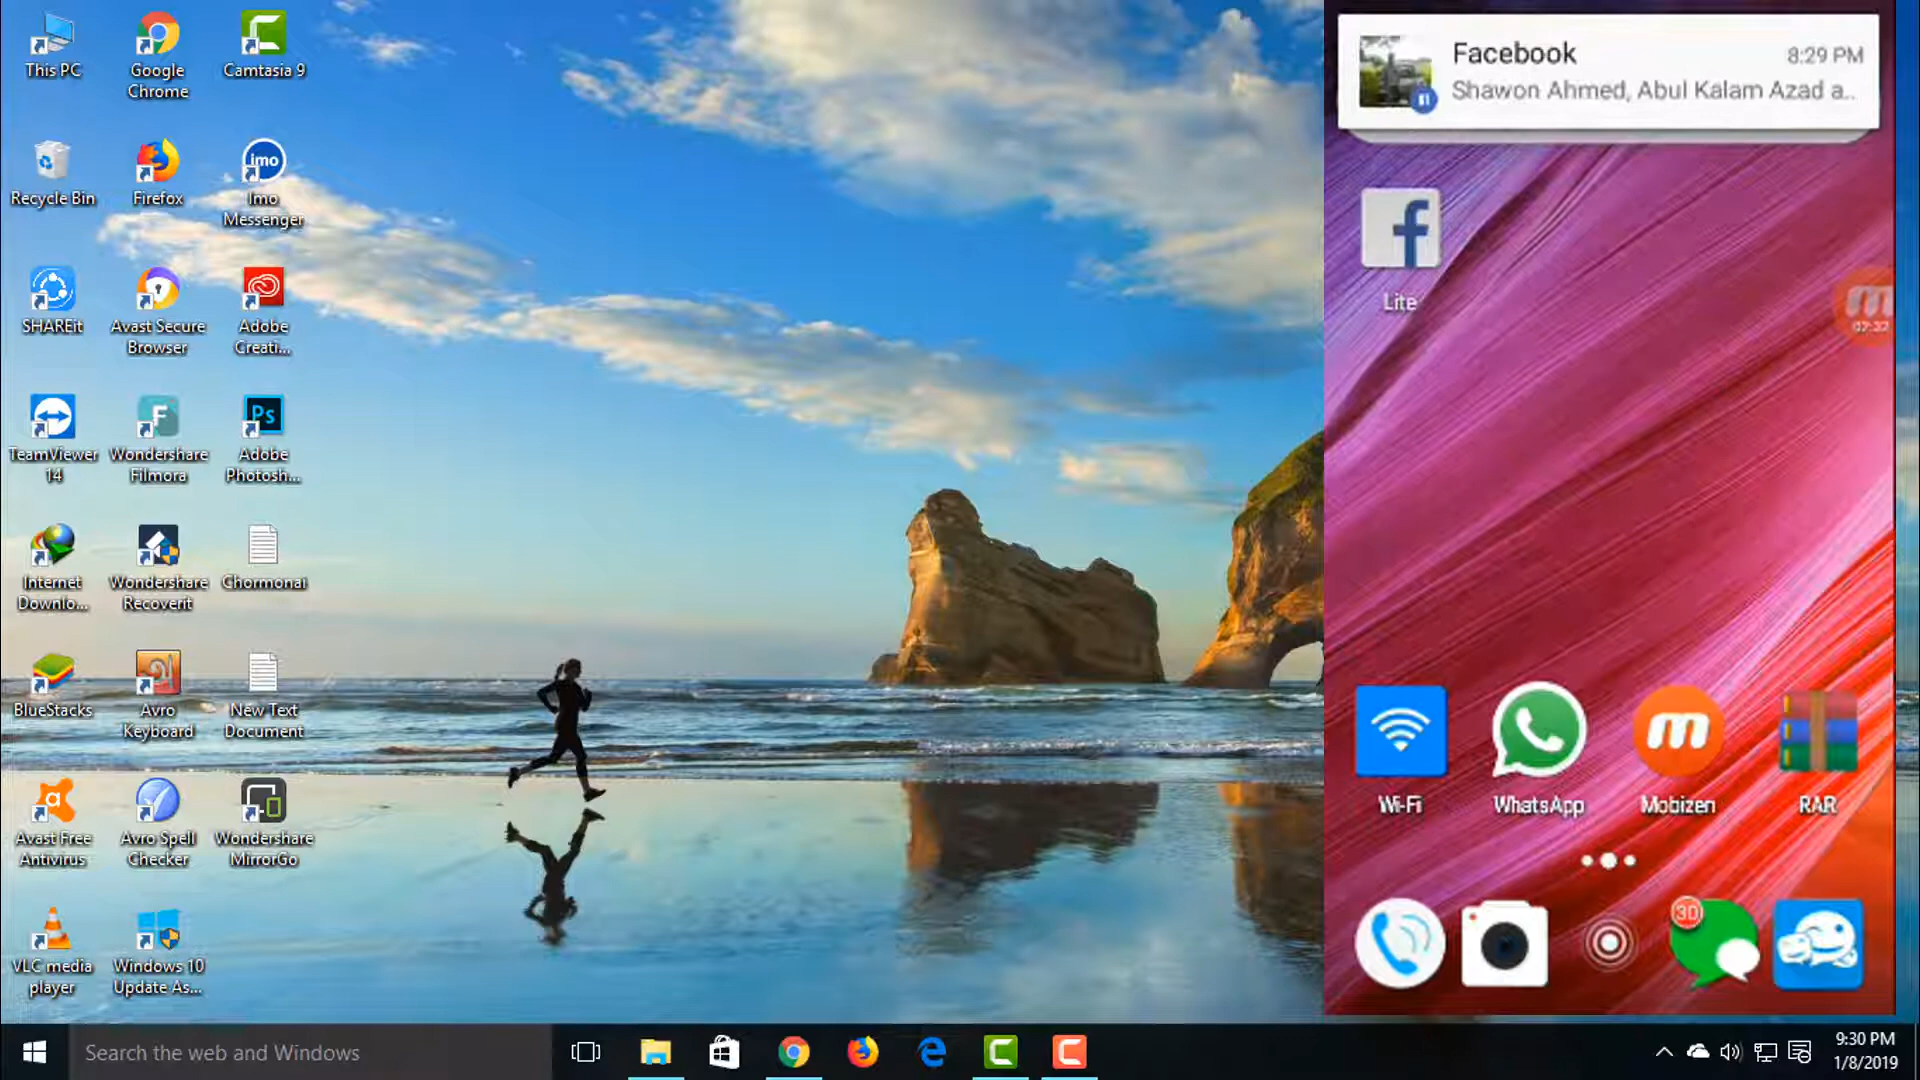 This PC
Google
Chrome
Camtasia 9
Recycle Bin
Firefox
imo
Imo
Messenger
SHAREit
Avast Secure
Browser
Adobe
Creati...
TeamViewer
14
Wondershare
Filmora
Ps
Adobe
Photosh...
Internet
Downlo...
Wondershare
Recoverit
Chormonai
BlueStacks
Avro
Keyboard
New Text
Document
Avast Free
Antivirus
Avro Spell
Checker
Wondershare
MirrorGo
VLC media
player
Windows 10
Update As...
Facebook
8:29 PM
Shawon Ahmed, Abul Kalam Azad a..
Lite
Wi-Fi
WhatsApp
Mobizen
RAR
30
Search the web and Windows
9:30 PM
1/8/2019